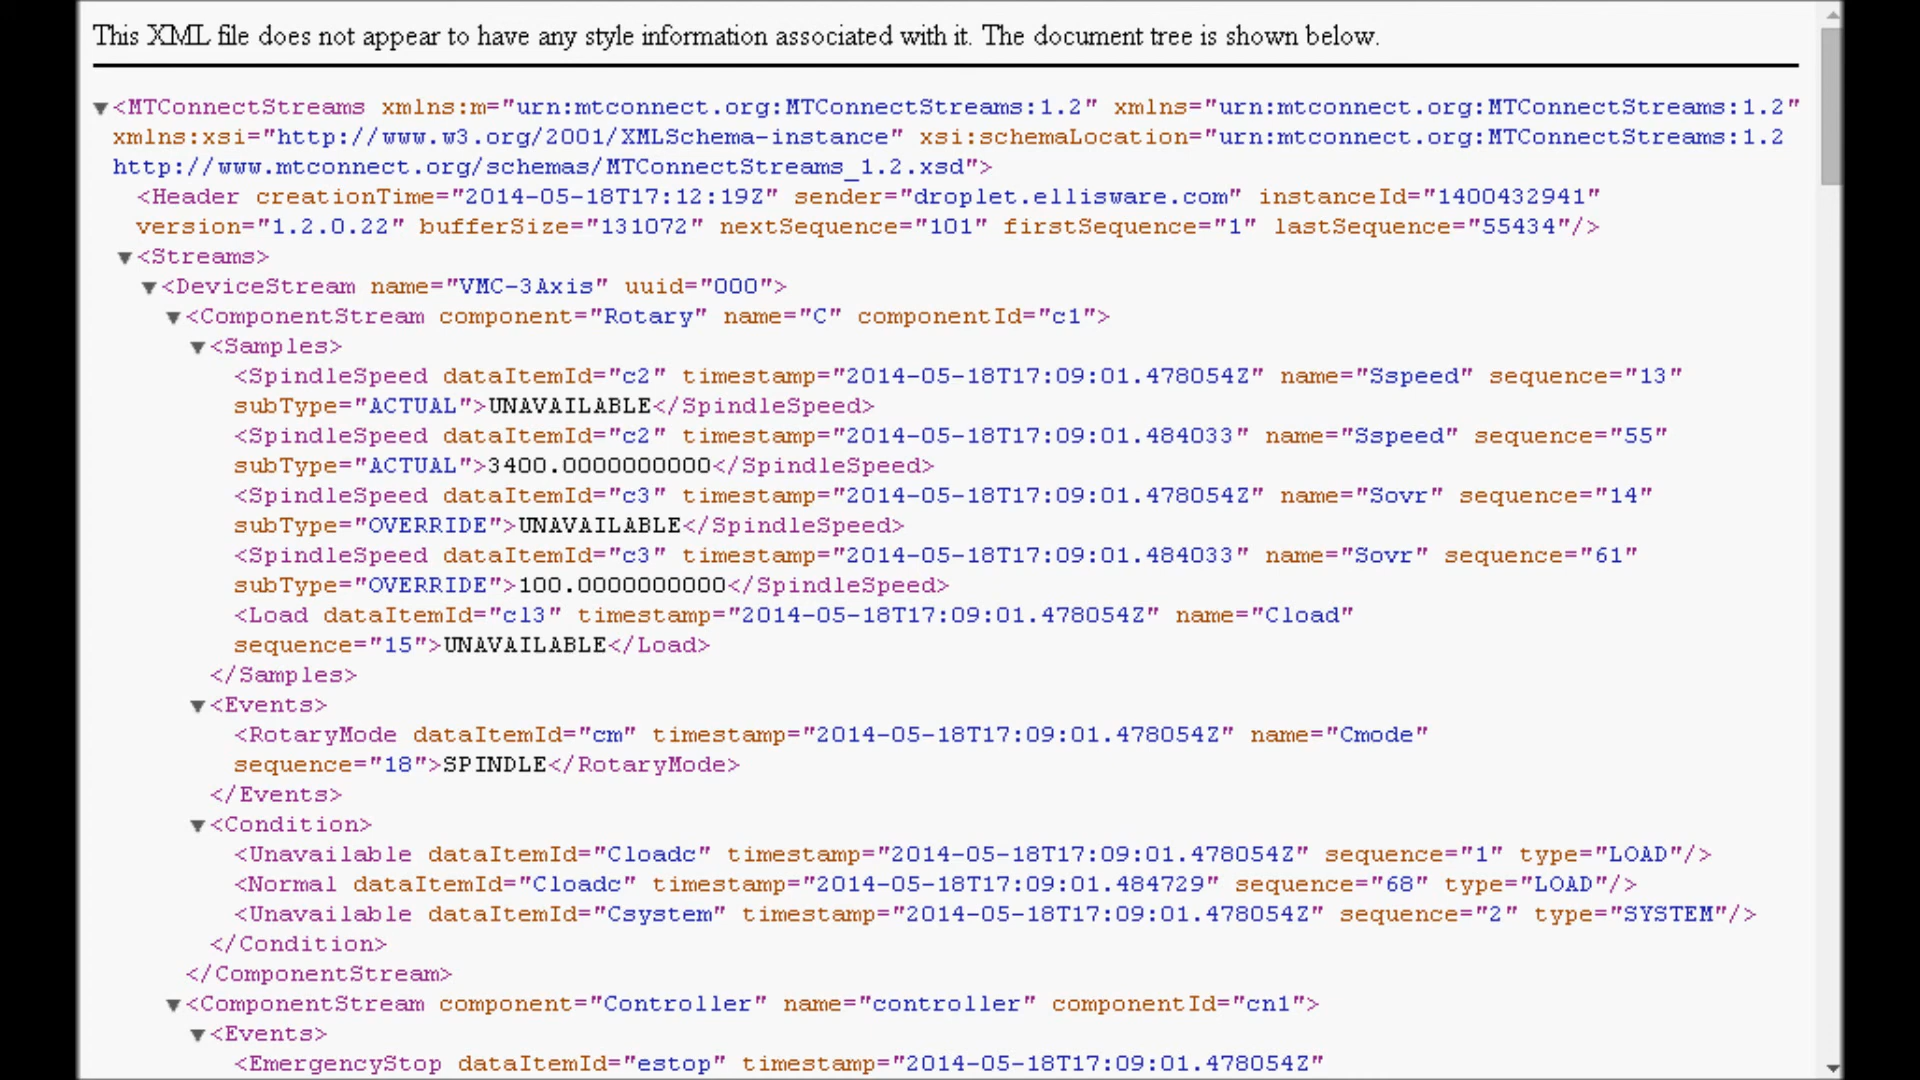 This XML file does not appear to have any style information associated with it. The document tree is shown below.
▼<MTConnectStreams xmlns:m="urn:mtconnect.org:MTConnectStreams:1.2" xmlns="urn:mtconnect.org:MTConnectStreams:1.2"
xmlns:xsi="http://www.w3.org/2001/XMLSchema-instance" xsi:schemaLocation="urn:mtconnect.org:MTConnectStreams:1.2
http://www.mtconnect.org/schemas/MTConnectStreams_1.2.xsd">
<Header creationTime="2014-05-18T17:12:19Z" sender="droplet.ellisware.com" instanceId="1400432941"
version="1.2.0.22" bufferSize="131072" nextSequence="101" firstSequence="1" lastSequence="55434"/>
▼<Streams>
▼<DeviceStream name="VMC-3Axis" uuid="000">
▼<ComponentStream component="Rotary" name="C" componentId="c1">
▼<Samples>
<SpindleSpeed dataItemId="c2" timestamp="2014-05-18T17:09:01.478054Z" name="Sspeed" sequence="13"
subType="ACTUAL">UNAVAILABLE</SpindleSpeed>
<SpindleSpeed dataItemId="c2" timestamp="2014-05-18T17:09:01.484033" name="Sspeed" sequence="55"
subType="ACTUAL">3400.0000000000</SpindleSpeed>
<SpindleSpeed dataItemId="c3" timestamp="2014-05-18T17:09:01.478054Z" name="Sovr" sequence="14"
subType="OVERRIDE">UNAVAILABLE</SpindleSpeed>
<SpindleSpeed dataItemId="c3" timestamp="2014-05-18T17:09:01.484033" name="Sovr" sequence="61"
subType="OVERRIDE">100.0000000000</SpindleSpeed>
<Load dataItemId="cl3" timestamp="2014-05-18T17:09:01.478054Z" name="Cload"
sequence="15">UNAVAILABLE</Load>
</Samples>
▼<Events>
<RotaryMode dataItemId="cm" timestamp="2014-05-18T17:09:01.478054Z" name="Cmode"
sequence="18">SPINDLE</RotaryMode>
</Events>
▼<Condition>
<Unavailable dataItemId="Cloadc" timestamp="2014-05-18T17:09:01.478054Z" sequence="1" type="LOAD"/>
<Normal dataItemId="Cloadc" timestamp="2014-05-18T17:09:01.484729" sequence="68" type="LOAD"/>
<Unavailable dataItemId="Csystem" timestamp="2014-05-18T17:09:01.478054Z" sequence="2" type="SYSTEM"/>
</Condition>
</ComponentStream>
▼<ComponentStream component="Controller" name="controller" componentId="cn1">
▼<Events>
<EmergencyStop dataItemId="estop" timestamp="2014-05-18T17:09:01.478054Z"